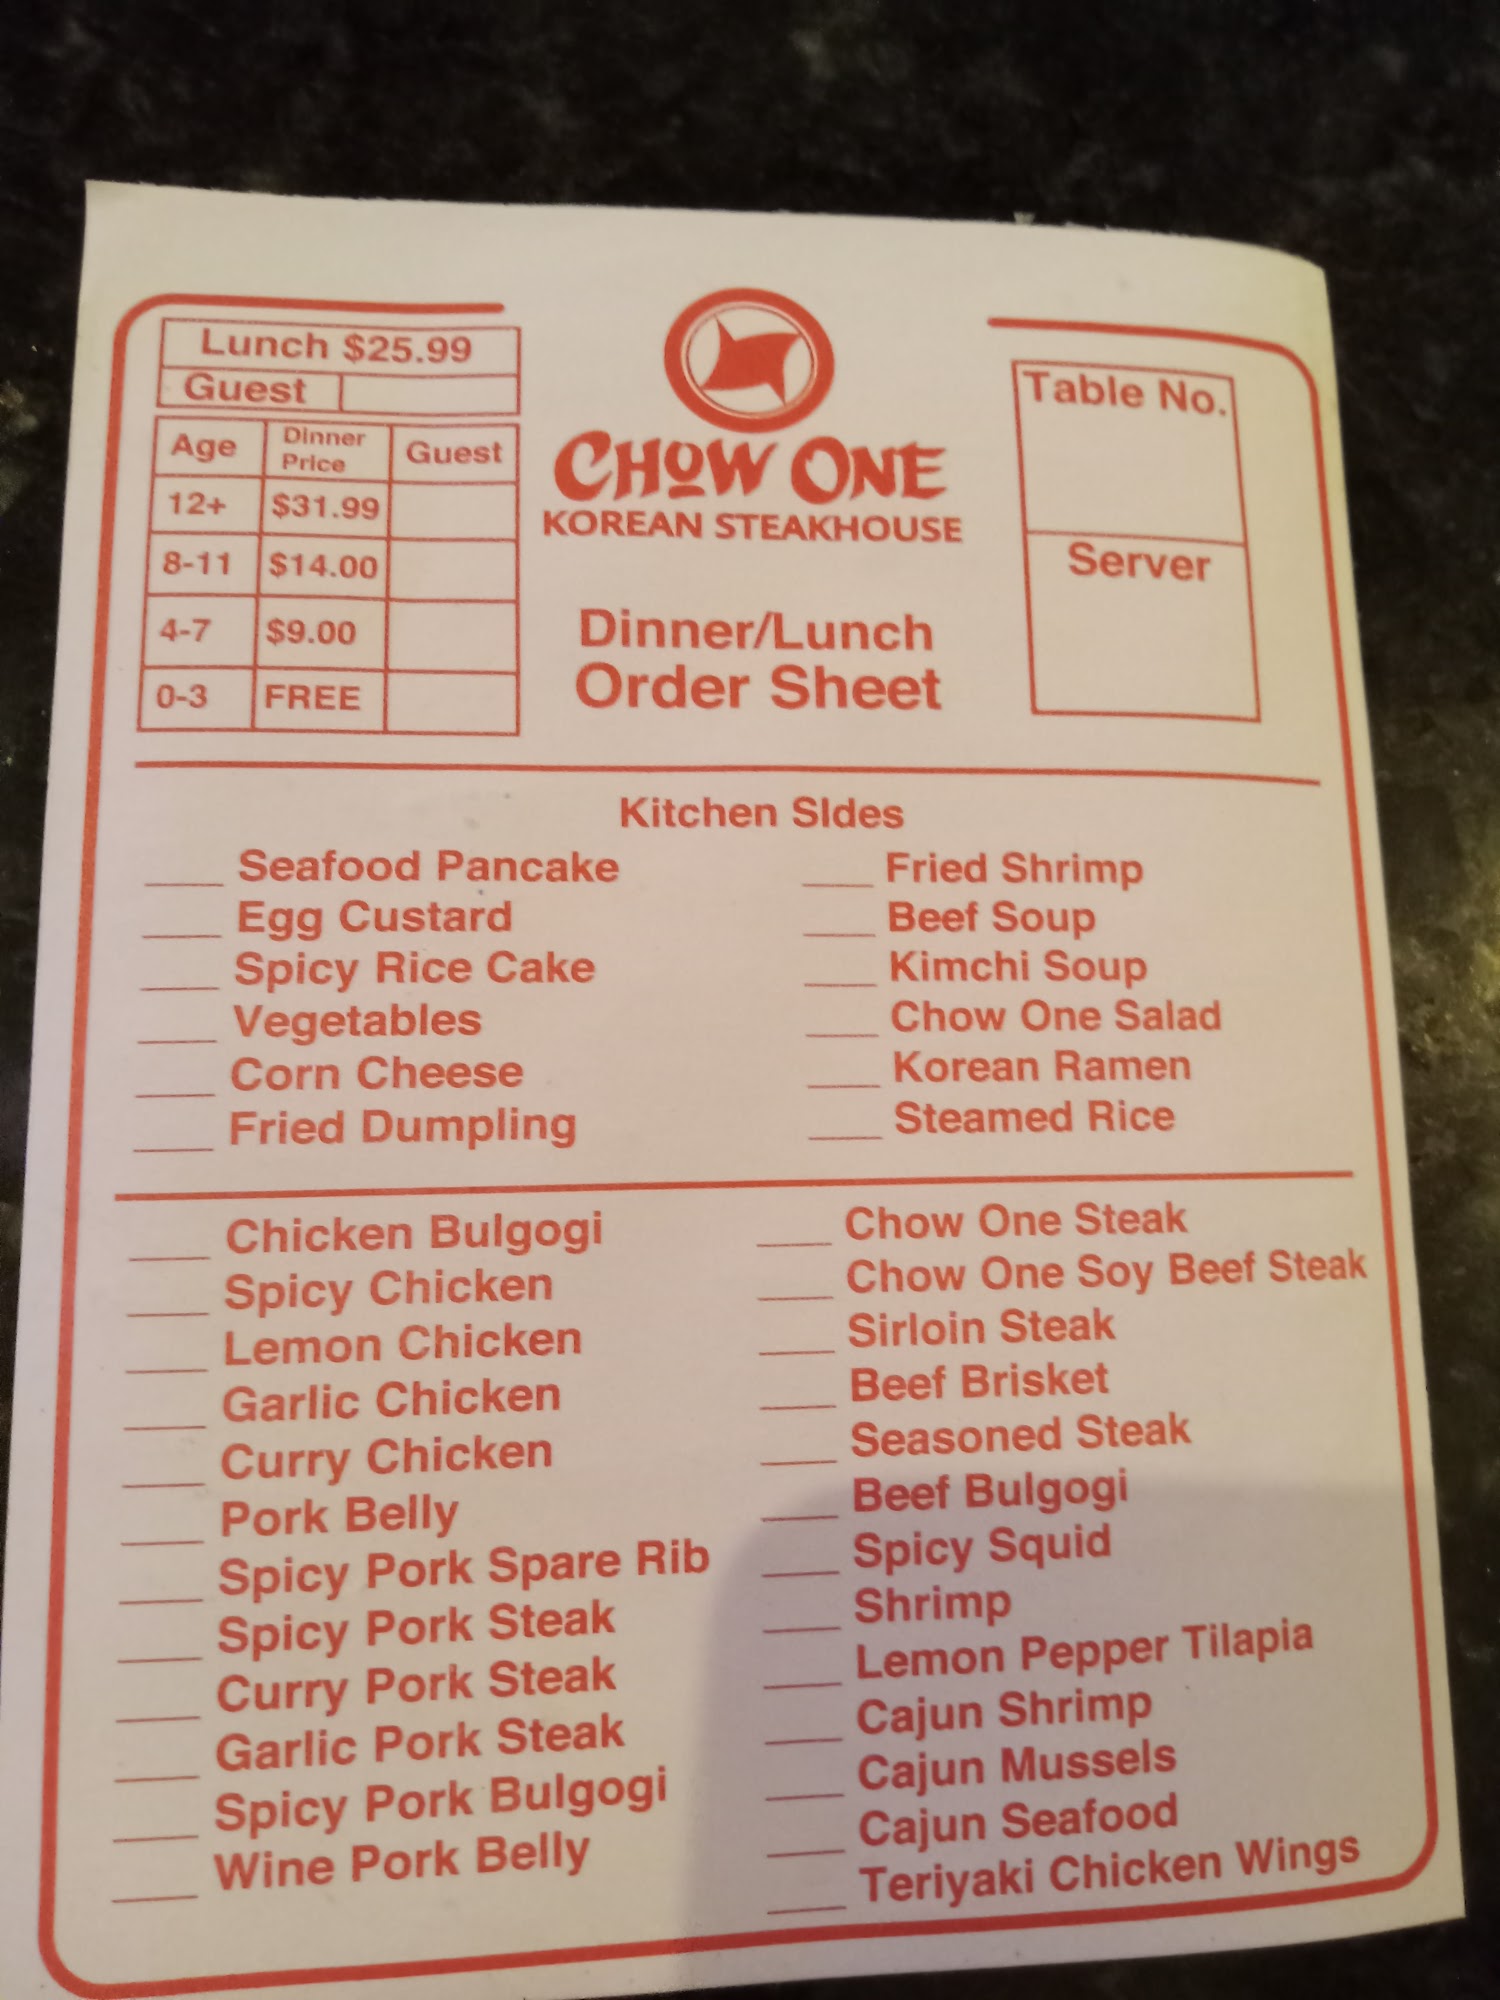 Lunch $25.99
Guest
Age Dinner Price Guest
12+ $31.99
8-11 $14.00
4-7 $9.00
0-3 FREE
CHOW ONE
KOREAN STEAKHOUSE
Dinner/Lunch
Order Sheet
Table No.
Server
Kitchen SIdes
Seafood Pancake
Egg Custard
Spicy Rice Cake
Vegetables
Corn Cheese
Fried Dumpling
Fried Shrimp
Beef Soup
Kimchi Soup
Chow One Salad
Korean Ramen
Steamed Rice
Chicken Bulgogi
Spicy Chicken
Lemon Chicken
Garlic Chicken
Curry Chicken
Pork Belly
Spicy Pork Spare Rib
Spicy Pork Steak
Curry Pork Steak
Garlic Pork Steak
Spicy Pork Bulgogi
Wine Pork Belly
Chow One Steak
Chow One Soy Beef Steak
Sirloin Steak
Beef Brisket
Seasoned Steak
Beef Bulgogi
Spicy Squid
Shrimp
Lemon Pepper Tilapia
Cajun Shrimp
Cajun Mussels
Cajun Seafood
Teriyaki Chicken Wings